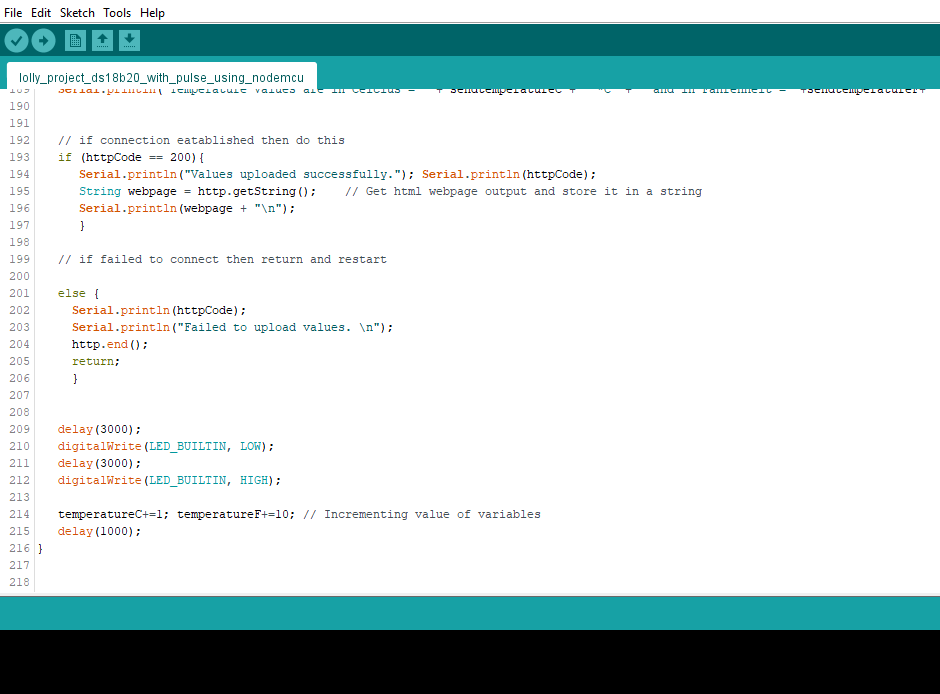 File Edit Sketch Tools Help
lolly_project_ds18b20_with_pulse_using_nodemcu
189 Serial.println("Temperature Values are in Celcius = " + sendtemperatureC + " °C " + " and in Fahrenheit = " +sendtemperatureF+
190
191
192 // if connection eatablished then do this
193 if (httpCode == 200){
194 Serial.println("Values uploaded successfully."); Serial.println(httpCode);
195 String webpage = http.getString(); // Get html webpage output and store it in a string
196 Serial.println(webpage + "\n");
197 }
198
199 // if failed to connect then return and restart
200
201 else {
202 Serial.println(httpCode);
203 Serial.println("Failed to upload values. \n");
204 http.end();
205 return;
206 }
207
208
209 delay(3000);
210 digitalWrite(LED_BUILTIN, LOW);
211 delay(3000);
212 digitalWrite(LED_BUILTIN, HIGH);
213
214 temperatureC+=1; temperatureF+=10; // Incrementing value of variables
215 delay(1000);
216 }
217
218